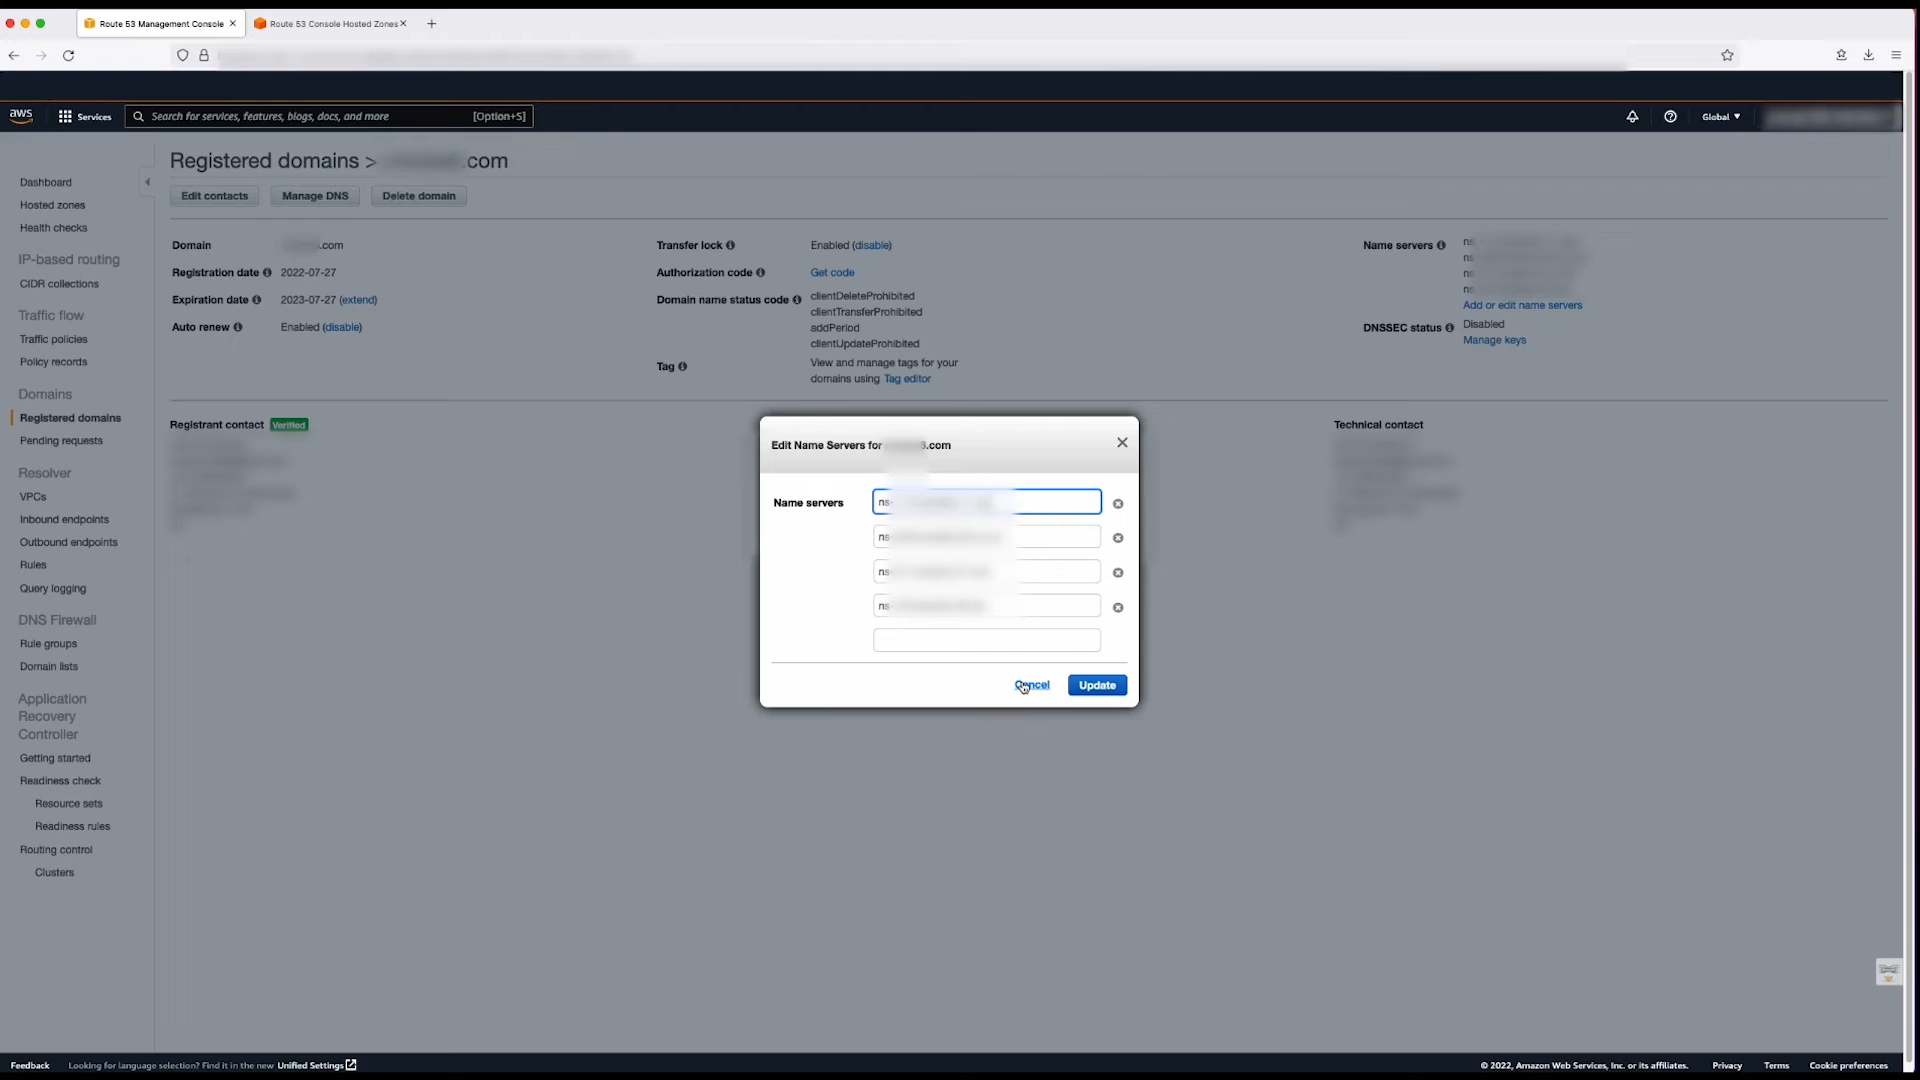 Route 53 Management Console
Route 53 Console Hosted Zones
aws
Services
Search for services, features, blogs, docs, and more
[Option+S]
Global
Registered domains > .com
Edit contacts
Manage DNS
Delete domain
Dashboard
Hosted zones
Health checks
IP-based routing
CIDR collections
Traffic flow
Traffic policies
Policy records
Domains
Registered domains
Pending requests
Resolver
VPCs
Inbound endpoints
Outbound endpoints
Rules
Query logging
DNS Firewall
Rule groups
Domain lists
Application
Recovery
Controller
Getting started
Readiness check
Resource sets
Readiness rules
Routing control
Clusters
Domain .com
Registration date 2022-07-27
Expiration date 2023-07-27 (extend)
Auto renew Enabled (disable)
Transfer lock Enabled (disable)
Authorization code Get code
Domain name status code clientDeleteProhibited
clientTransferProhibited
addPeriod
clientUpdateProhibited
Tag View and manage tags for your
domains using Tag editor
Name servers ns
ns
ns
ns
Add or edit name servers
DNSSEC status Disabled
Manage keys
Registrant contact Verified
Technical contact
Edit Name Servers for .com
Name servers
ns-
ns-
ns-
ns-
Cancel
Update
Feedback
Looking for language selection? Find it in the new Unified Settings
© 2022, Amazon Web Services, Inc. or its affiliates.
Privacy
Terms
Cookie preferences